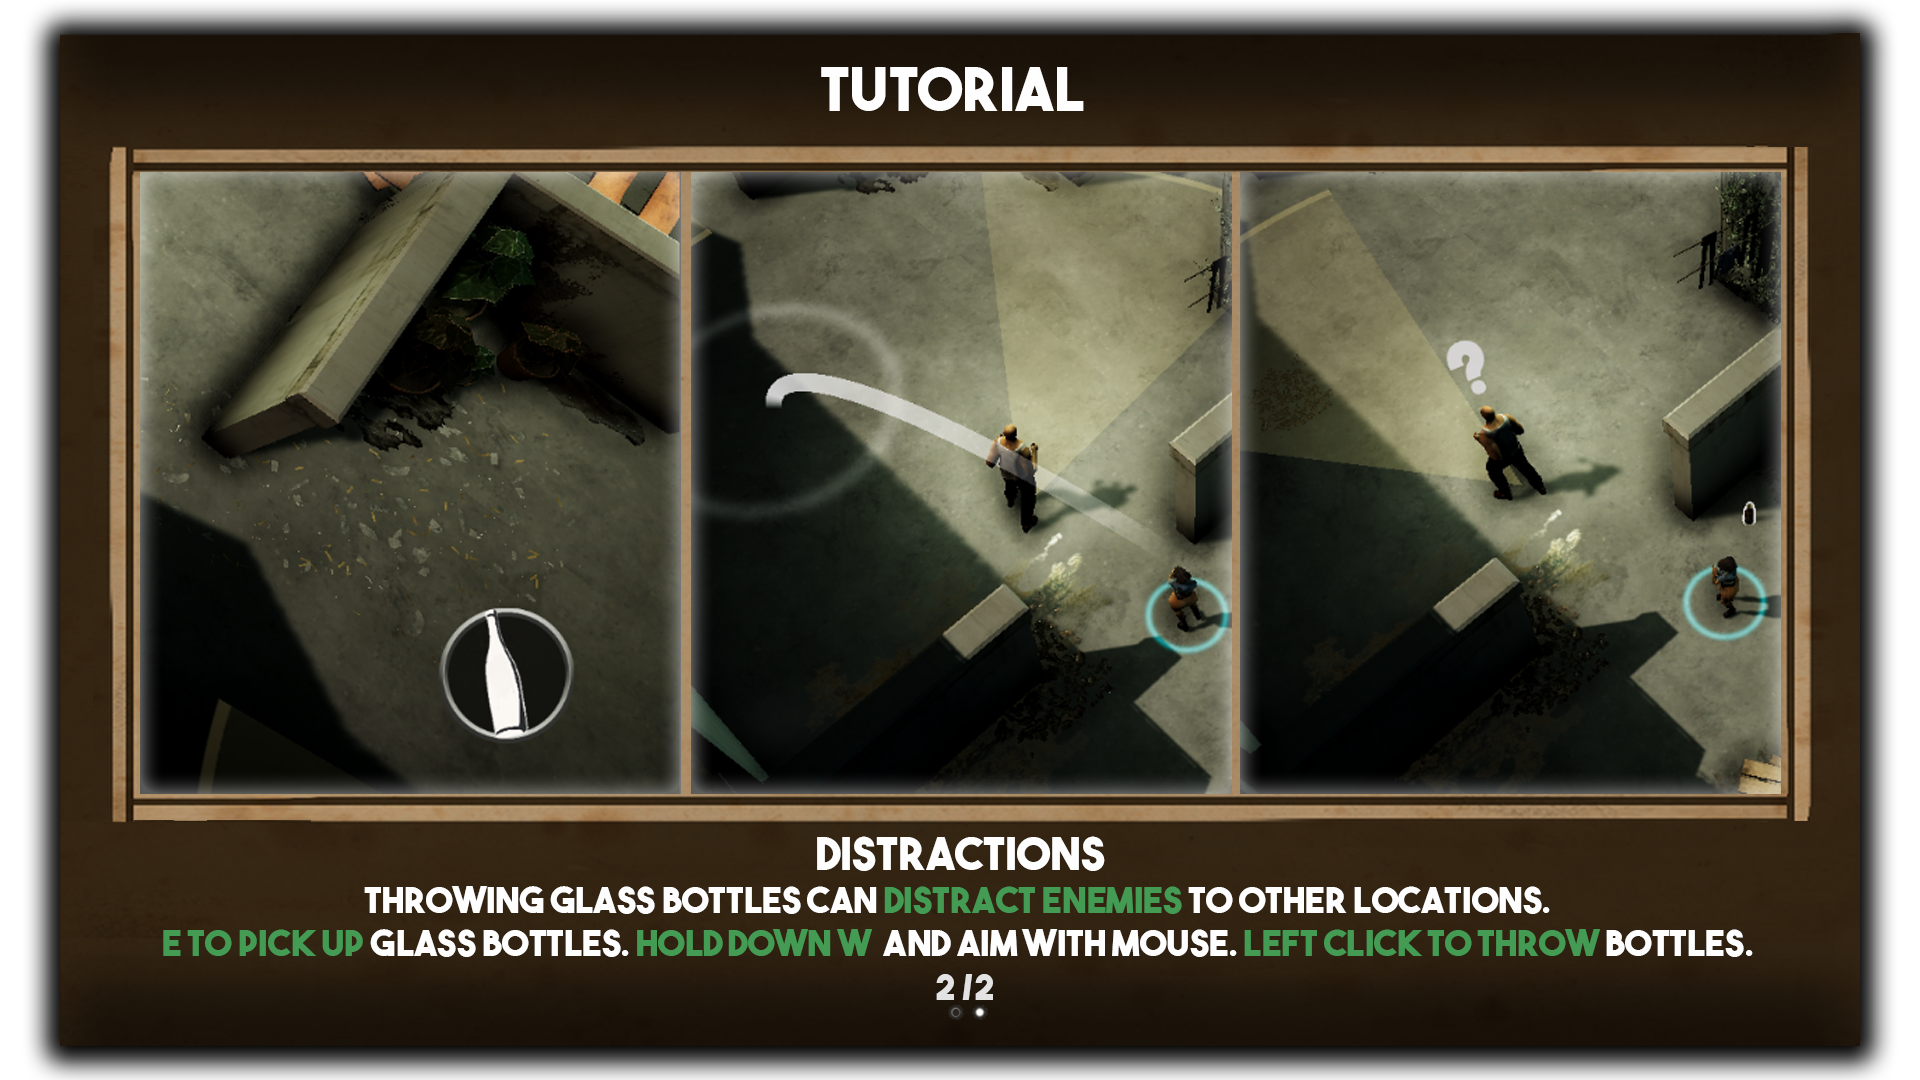 TUTORIAL
?
DISTRACTIONS
THROWING GLASS BOTTLES CAN DISTRACT ENEMIES TO OTHER LOCATIONS.
E TO PICK UP GLASS BOTTLES. HOLD DOWN W AND AIM WITH MOUSE. LEFT CLICK TO THROW BOTTLES.
2 / 2